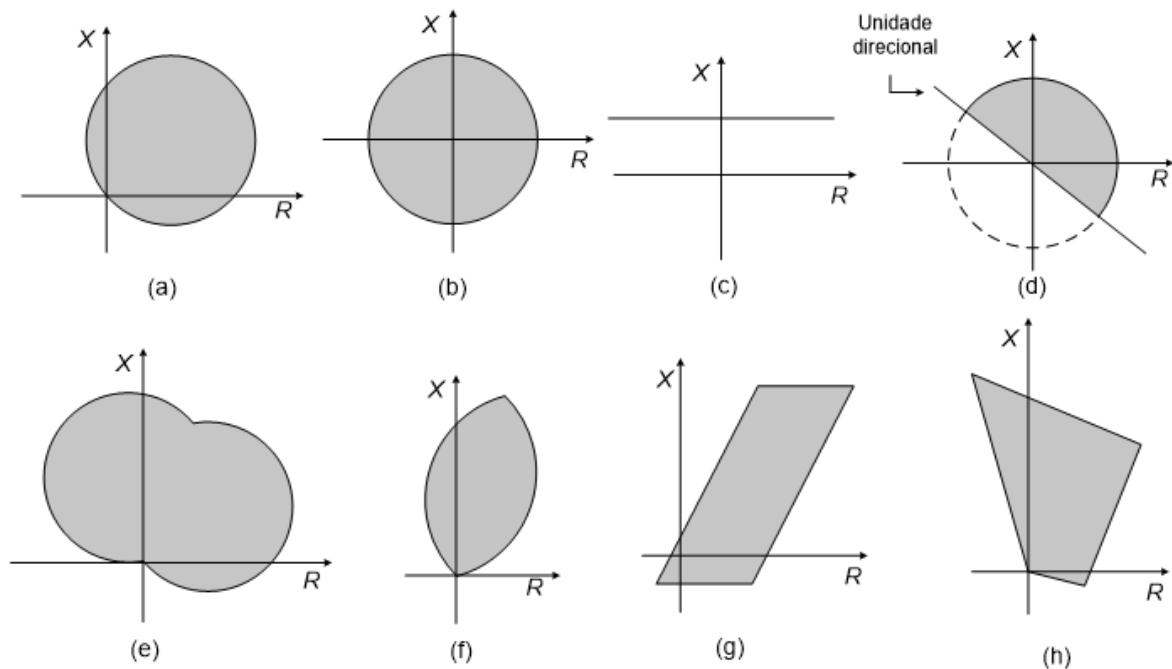 X
R
(a)
X
R
(b)
X
R
(c)
Unidade
direcional
X
R
(d)
X
R
(e)
X
R
(f)
X
R
(g)
X
R
(h)